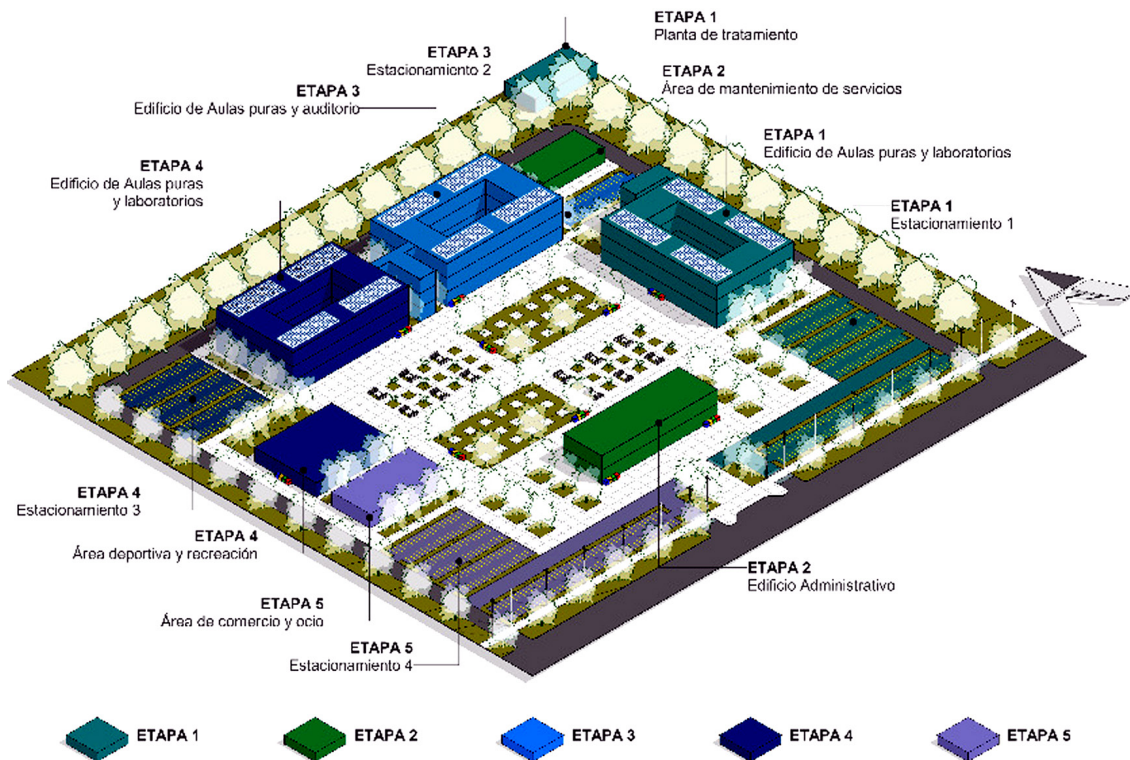 ETAPA 1
Planta de tratamiento
ETAPA 3
Estacionamiento 2
ETAPA 2
Área de mantenimiento de servicios
ETAPA 3
Edificio de Aulas puras y auditorio
ETAPA 1
Edificio de Aulas puras y laboratorios
ETAPA 4
Edificio de Aulas puras
y laboratorios
ETAPA 1
Estacionamiento 1
ETAPA 4
Estacionamiento 3
ETAPA 4
Área deportiva y recreación
ETAPA 2
Edificio Administrativo
ETAPA 5
Área de comercio y ocio
ETAPA 5
Estacionamiento 4
ETAPA 1
ETAPA 2
ETAPA 3
ETAPA 4
ETAPA 5